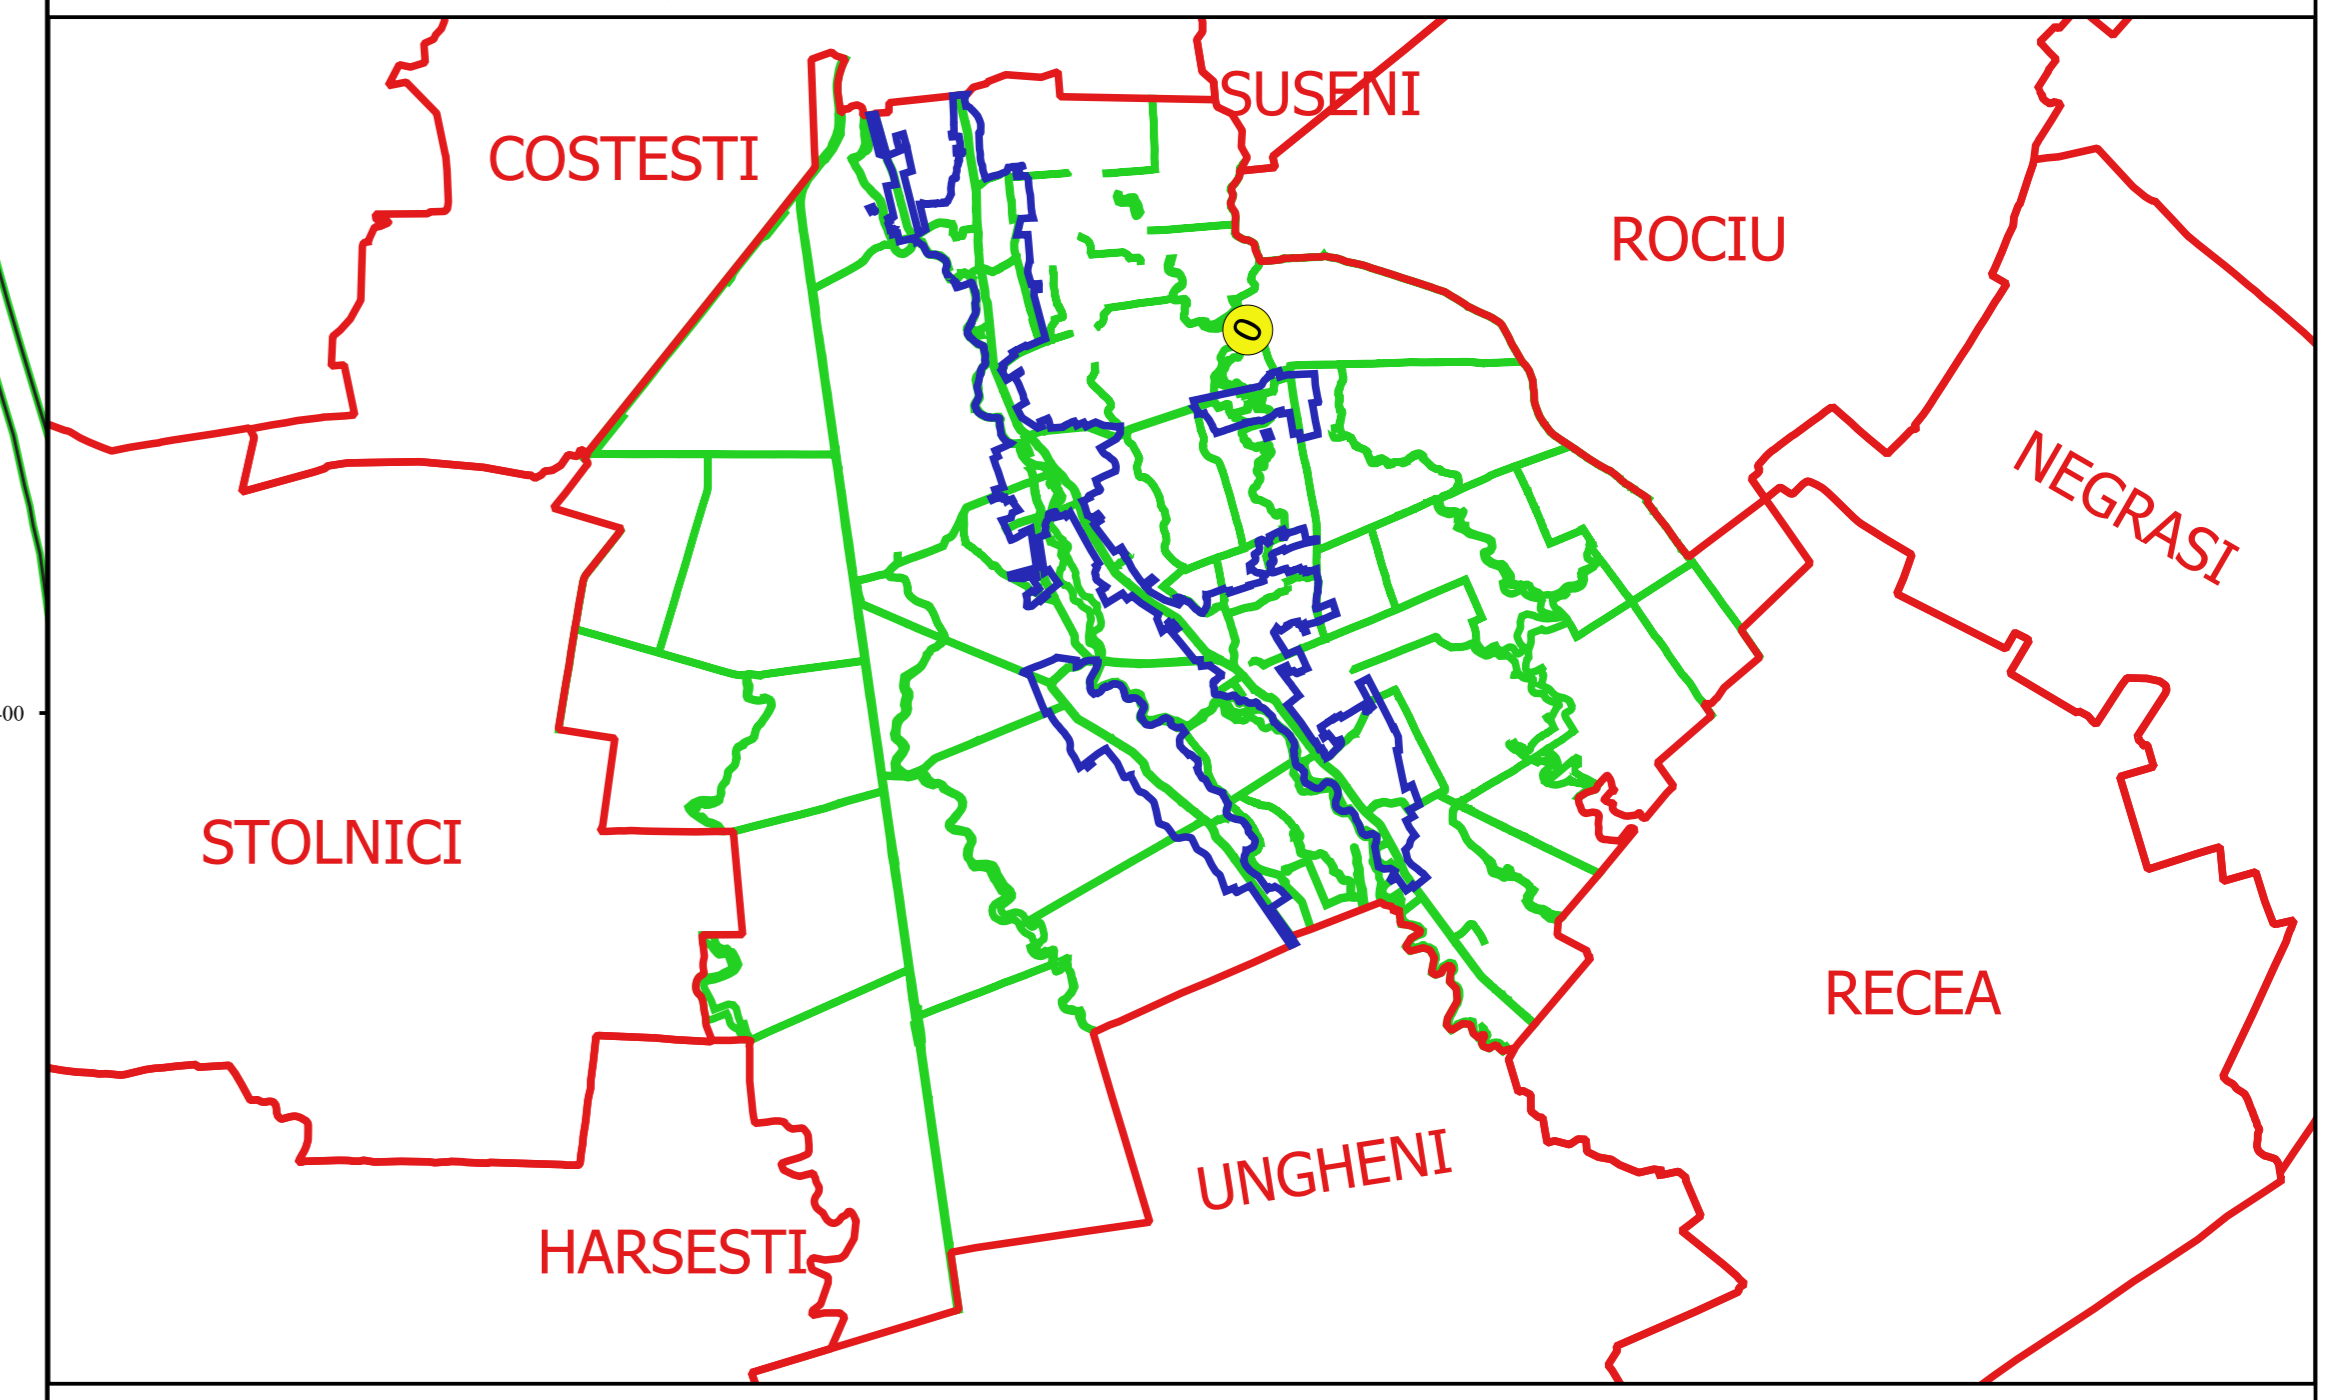 SUSENI
COSTESTI
ROCIU
0
NEGRASI
STOLNICI
RECEA
UNGHENI
HARSESTI